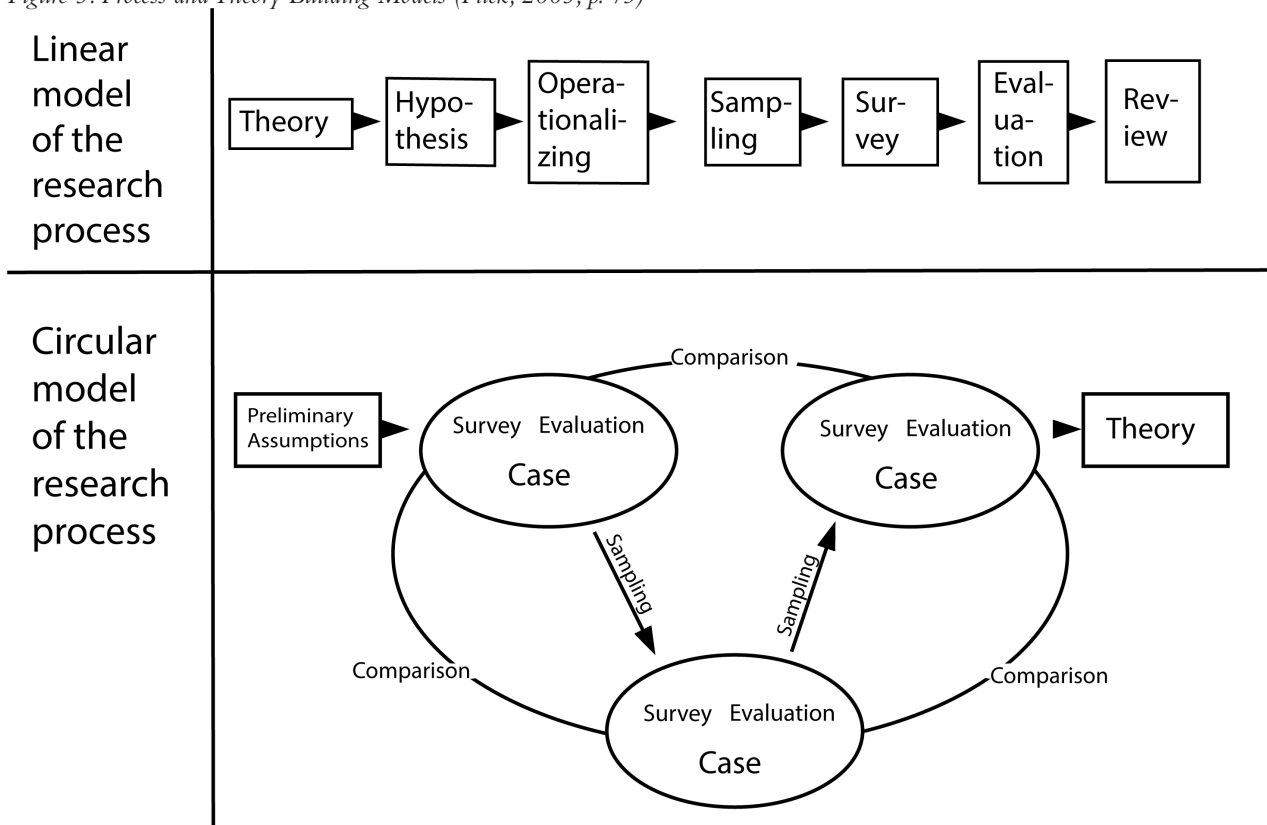 Linear
model
of the
research
process
Theory
Hypo-
thesis
Opera-
tionali-
zing
Samp-
ling
Sur-
vey
Eval-
ua-
tion
Rev-
iew
Circular
model
of the
research
process
Preliminary
Assumptions
Survey Evaluation
Case
Comparison
Survey Evaluation
Case
Theory
Sampling
Sampling
Comparison
Comparison
Survey Evaluation
Case